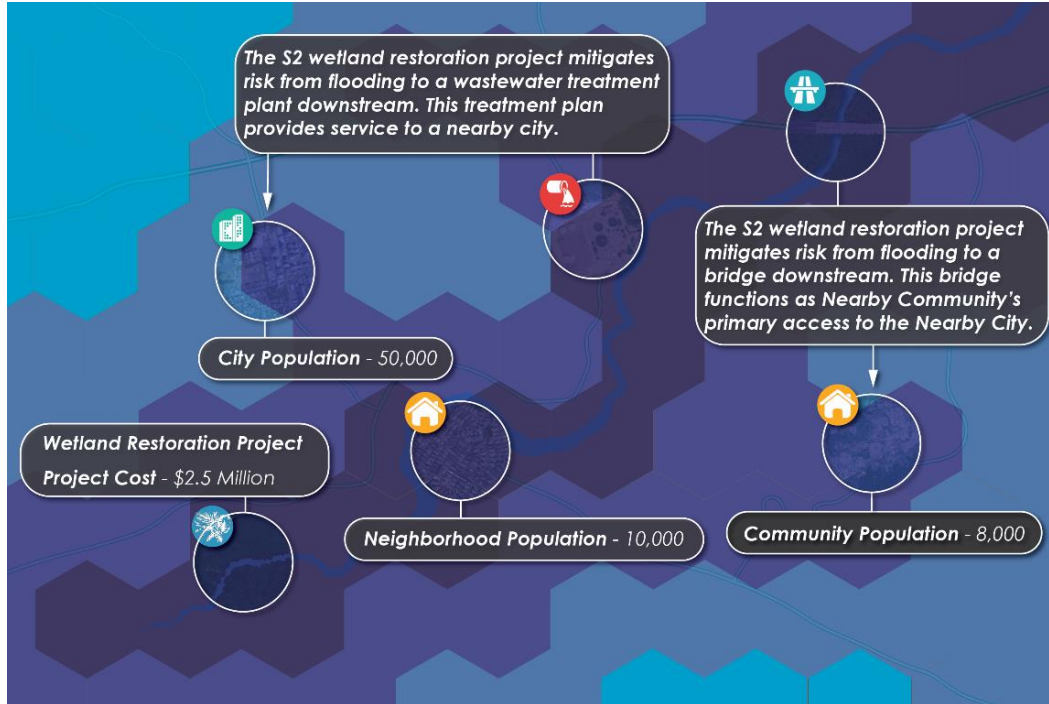 The S2 wetland restoration project mitigates
risk from flooding to a wastewater treatment
plant downstream. This treatment plan
provides service to a nearby city.
The S2 wetland restoration project
mitigates risk from flooding to a
bridge downstream. This bridge
functions as Nearby Community's
primary access to the Nearby City.
City Population - 50,000
Wetland Restoration Project
Project Cost - $2.5 Million
Neighborhood Population - 10,000
Community Population - 8,000